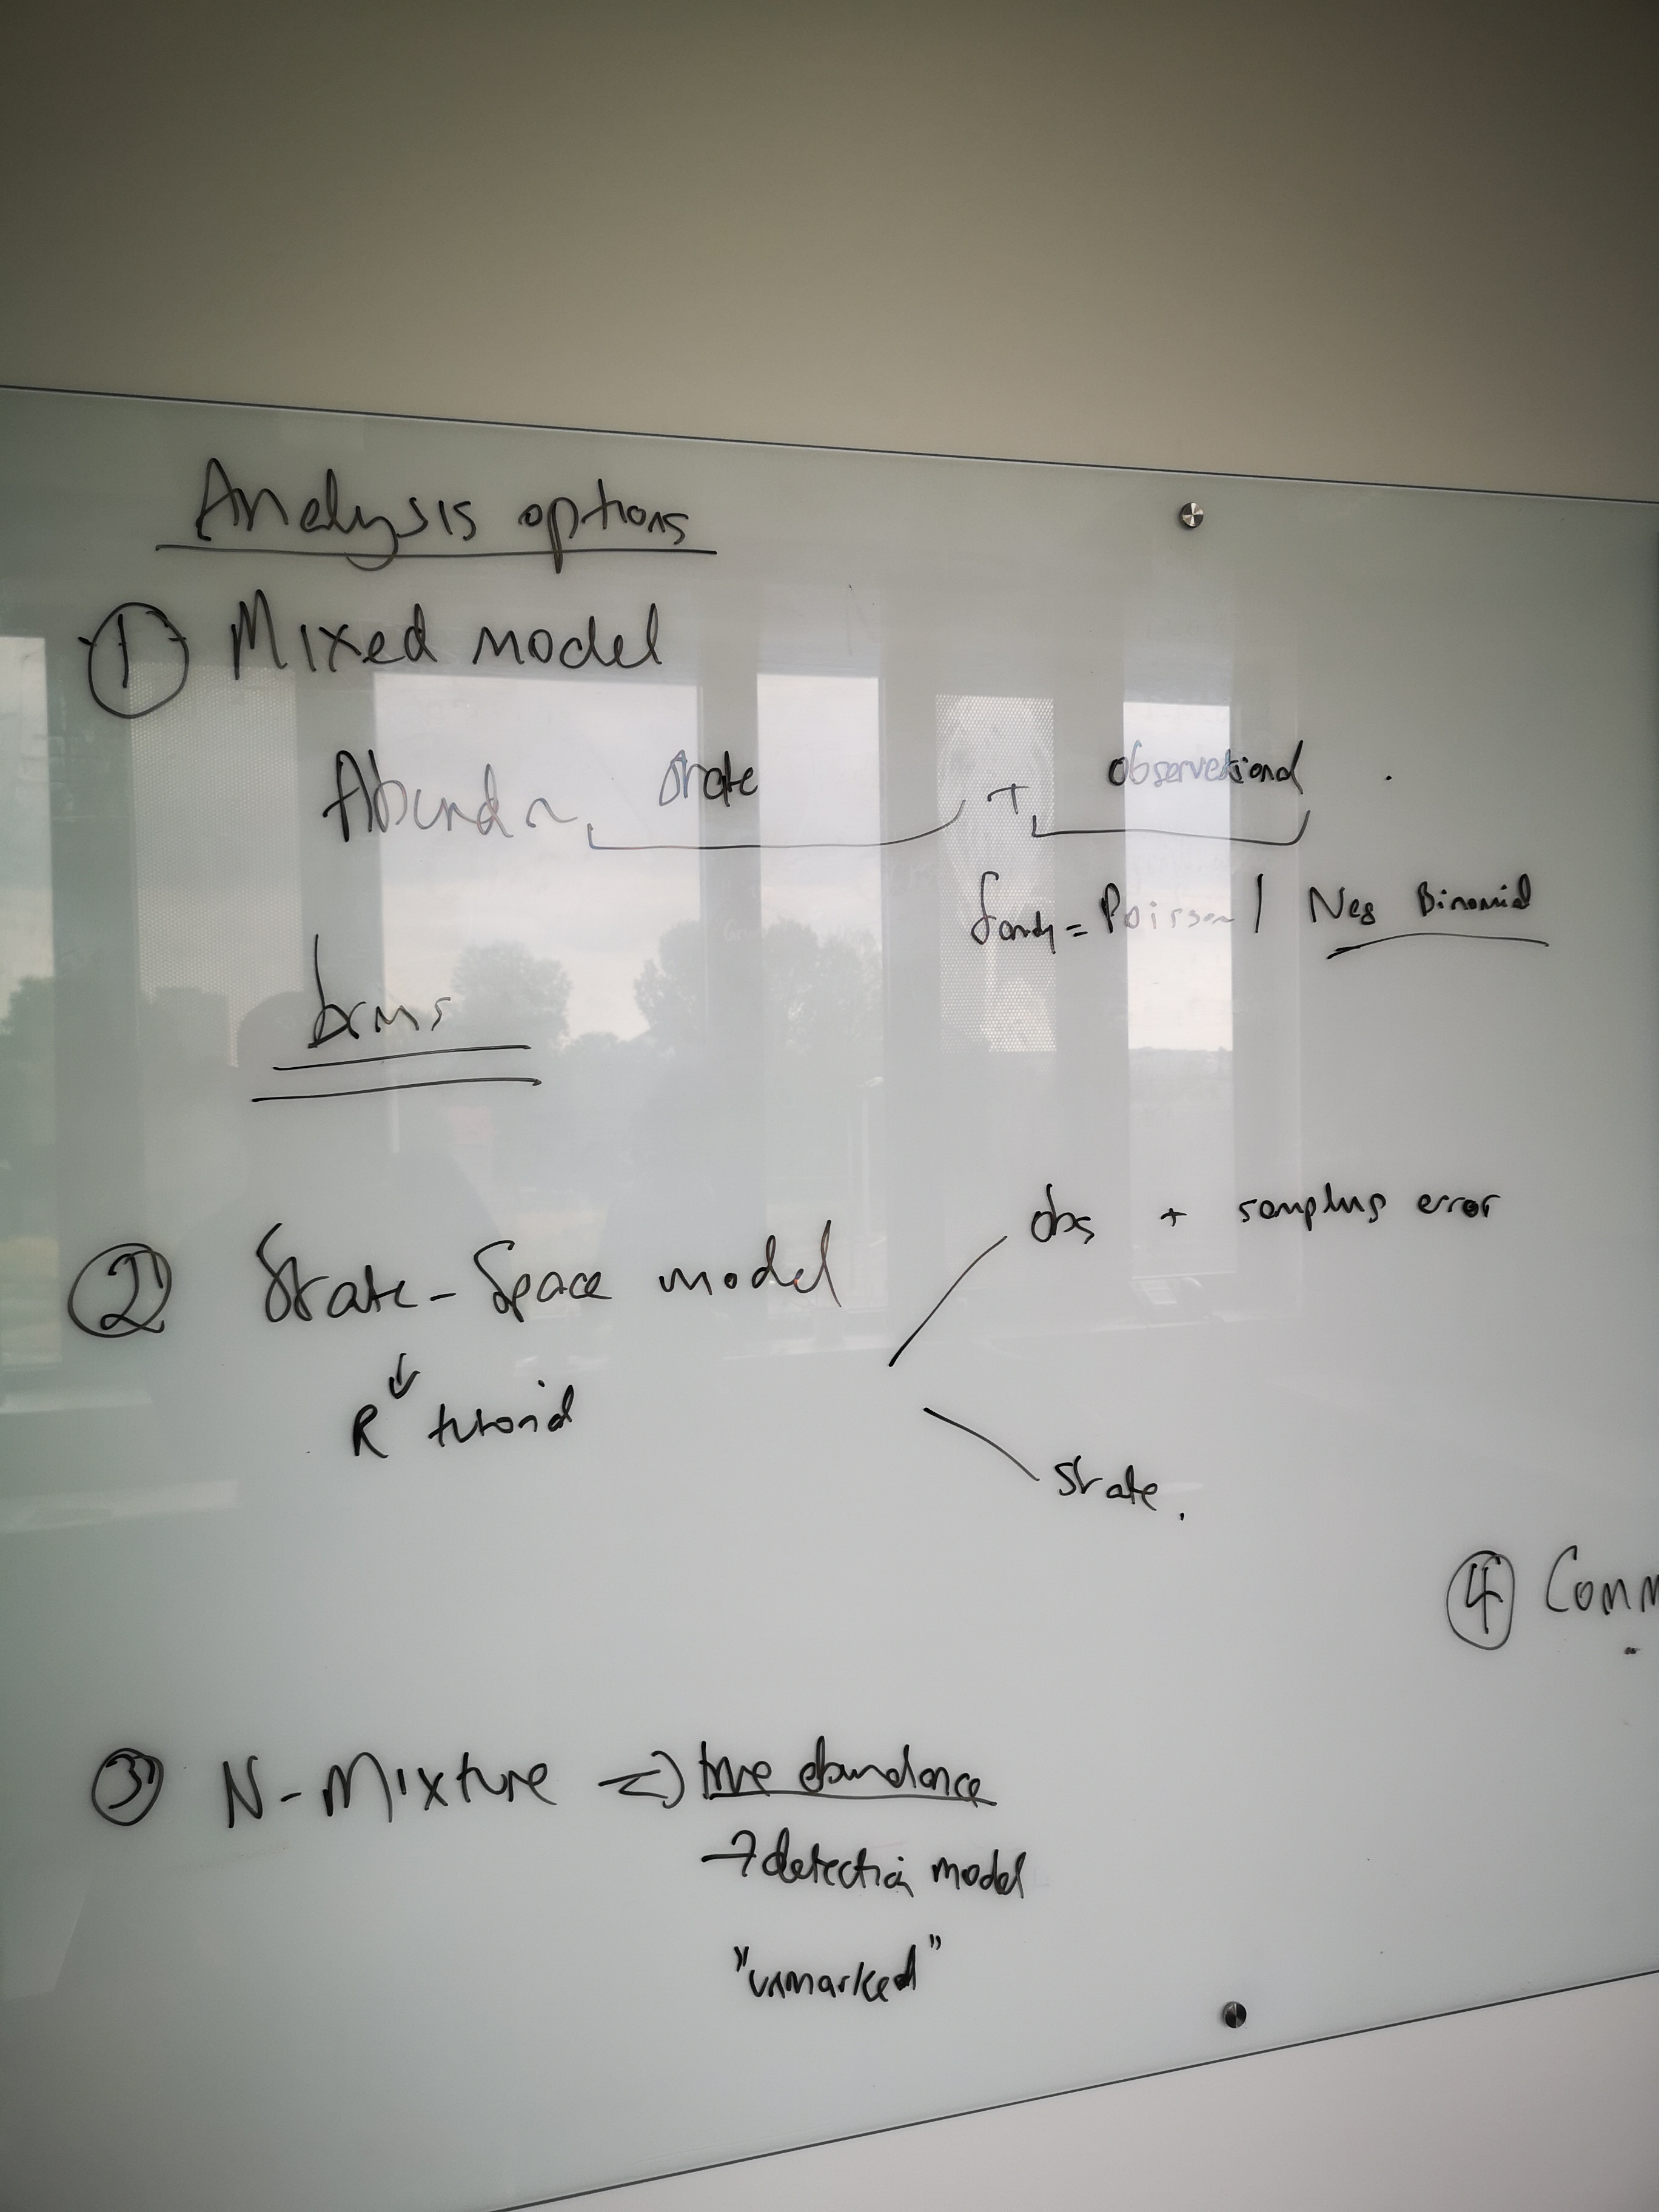 Analysis options
① Mixed model
Abund ~ State + observational
family = Poisson / Neg Binomial
brms
② State-Space model
obs + sampling error
↓
R tutorial
state.
④ Comm
③ N-Mixture => true abundance
→ detection model
"unmarked"